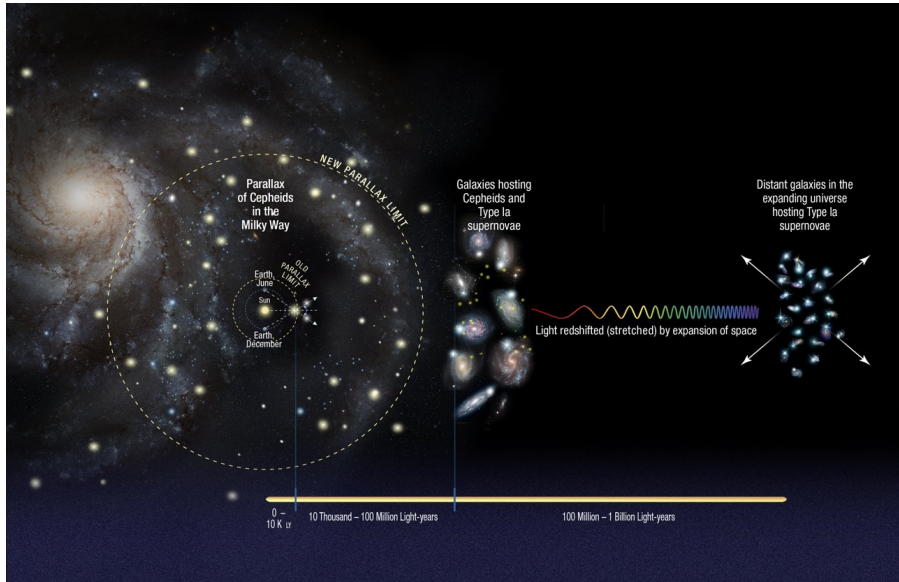 NEW PARALLAX LIMIT
Parallax
of Cepheids
in the
Milky Way
OLD
PARALLAX
LIMIT
Earth,
June
Sun
Earth,
December
Galaxies hosting
Cepheids and
Type Ia
supernovae
Light redshifted (stretched) by expansion of space
Distant galaxies in the
expanding universe
hosting Type Ia
supernovae
0 –
10 K LY
10 Thousand – 100 Million Light-years
100 Million – 1 Billion Light-years